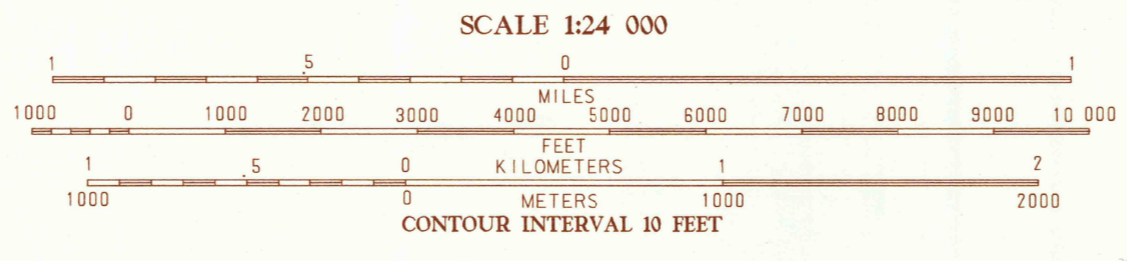 SCALE 1:24 000
1 .5 0 1
MILES
1000 0 1000 2000 3000 4000 5000 6000 7000 8000 9000 10 000
FEET
1 .5 0 KILOMETERS 1 2
1000 0 METERS 1000 2000
CONTOUR INTERVAL 10 FEET